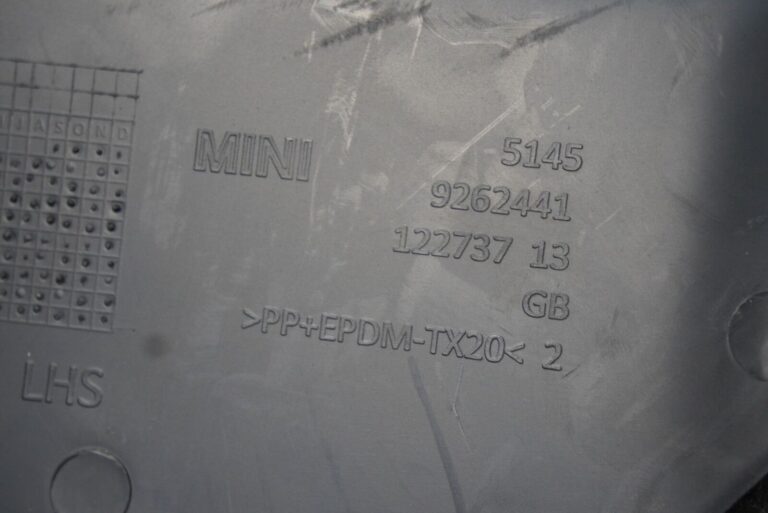 J J A S O N D
MINI
5145
9262441
122737 13
GB
>PP+EPDM-TX20< 2
LHS